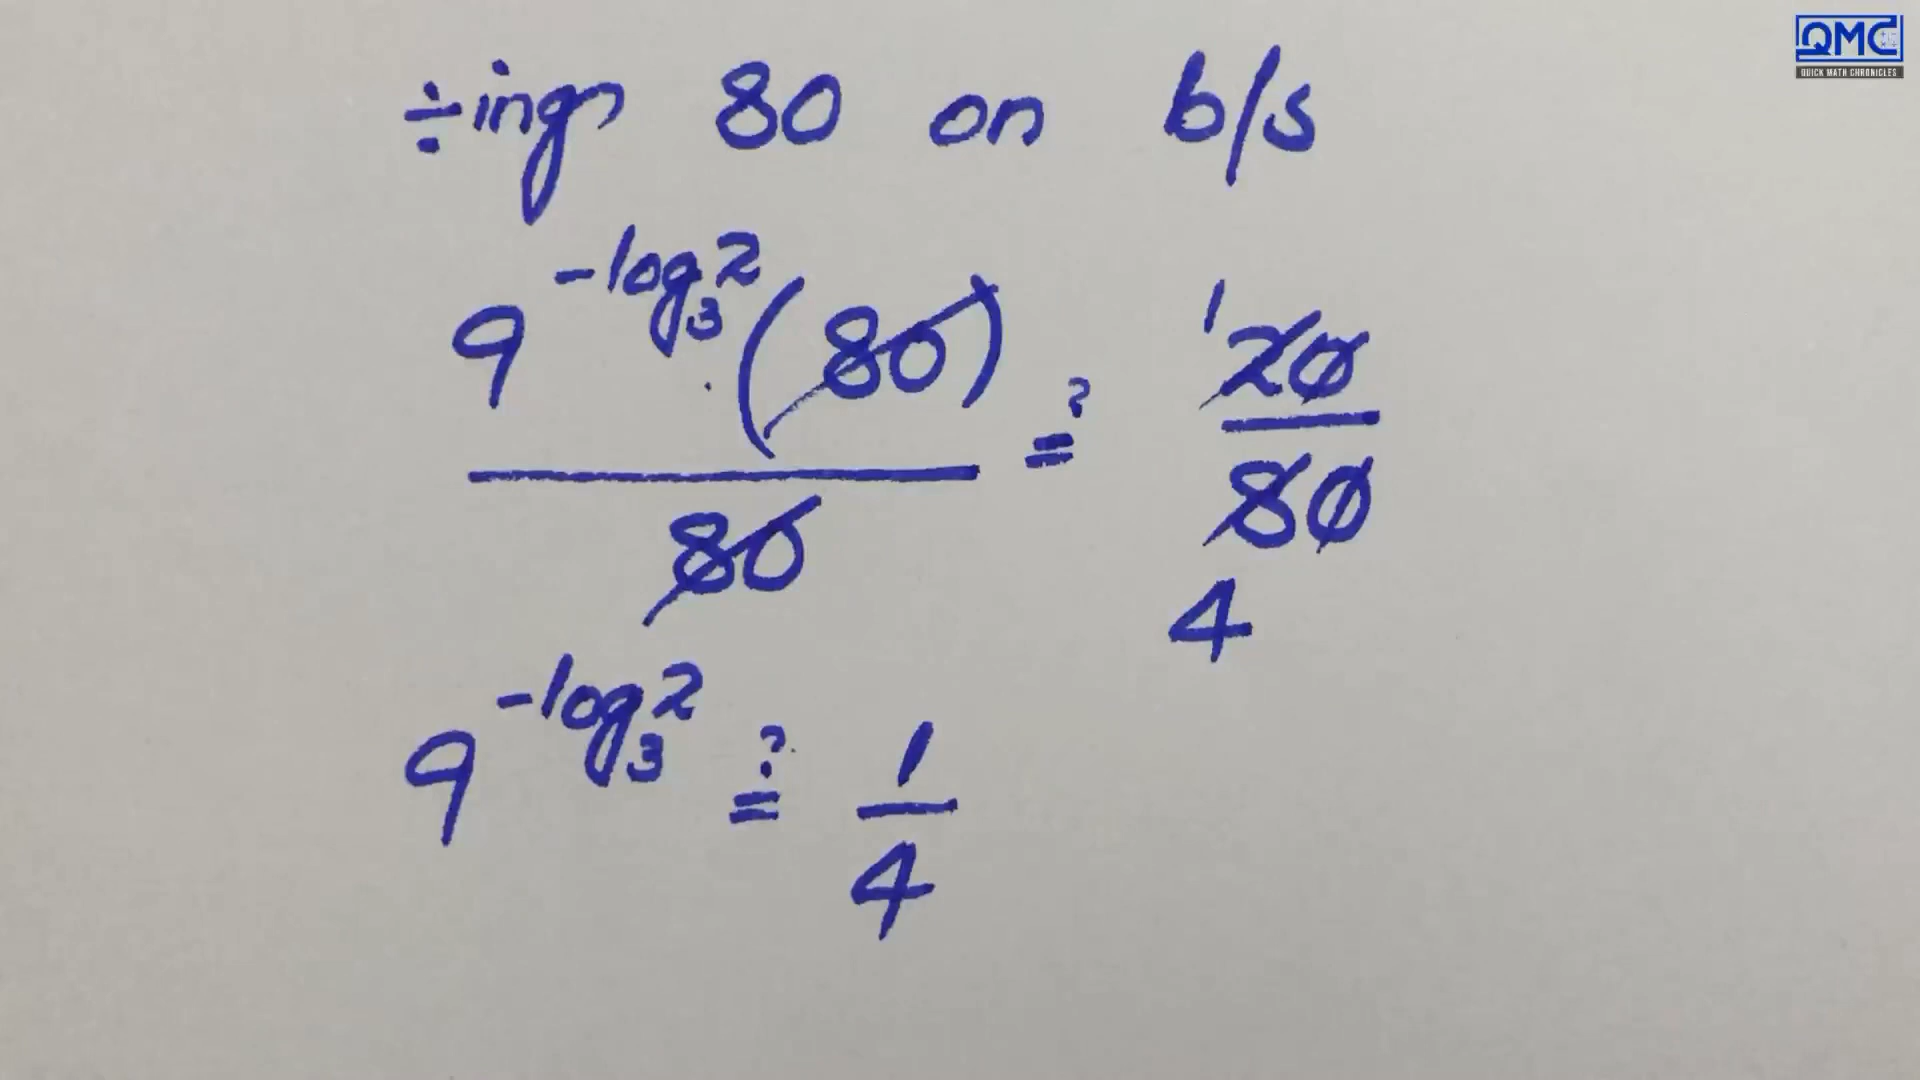 QMC
QUICK MATH CHRONICLES
÷ing 80 on b/s
9^{-log_3 2}(80) / 80 ≟ 20/80
1
4
9^{-log_3 2} ≟ 1/4